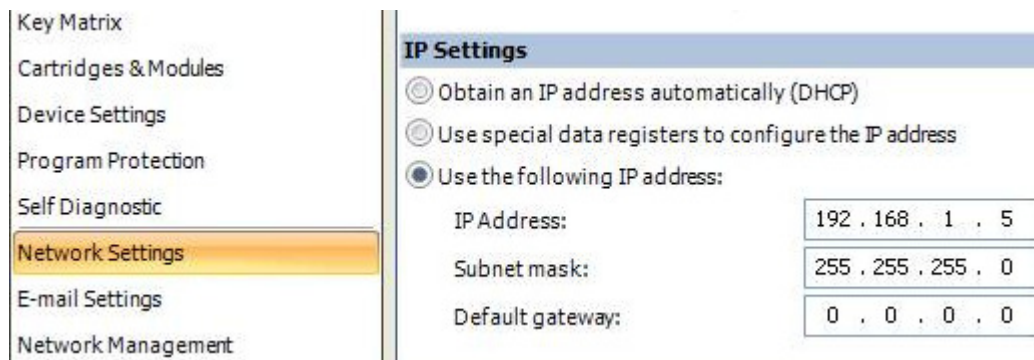 Key Matrix
Cartridges & Modules
Device Settings
Program Protection
Self Diagnostic
Network Settings
E-mail Settings
Network Management
IP Settings
Obtain an IP address automatically (DHCP)
Use special data registers to configure the IP address
Use the following IP address:
IP Address: 192 . 168 . 1 . 5
Subnet mask: 255 . 255 . 255 . 0
Default gateway: 0 . 0 . 0 . 0